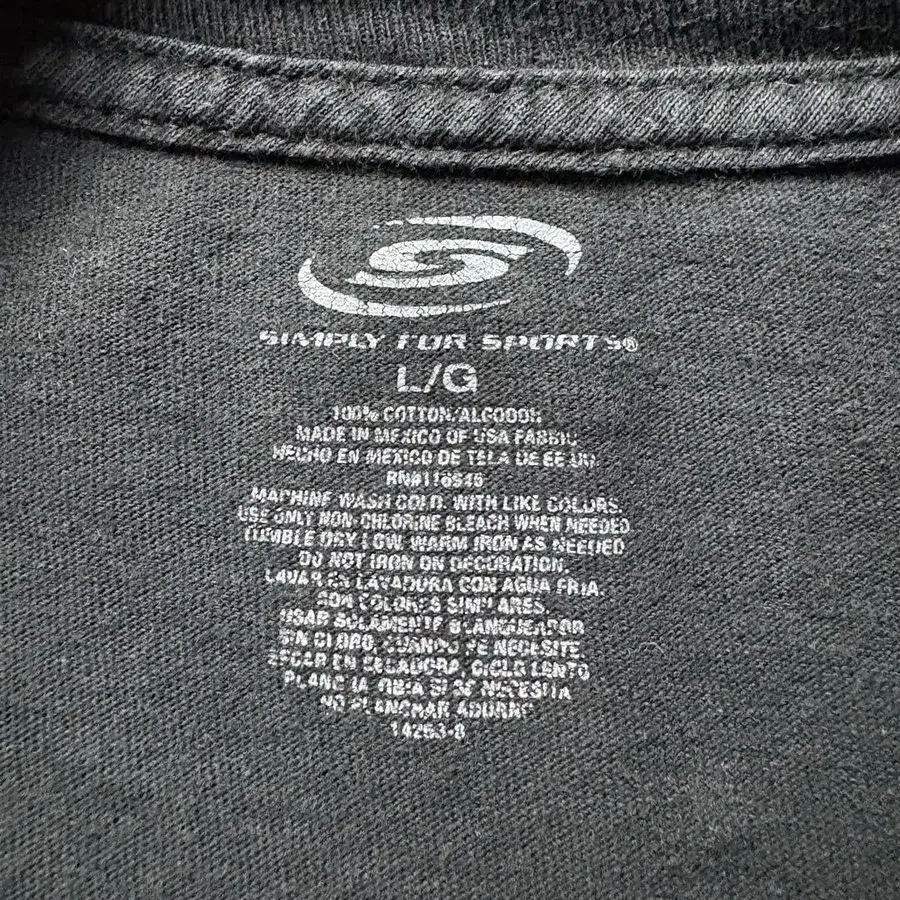 SIMPLY FOR SPORTS®
L/G
100% COTTON/ALGODON
MADE IN MEXICO OF USA FABRIC
HECHO EN MEXICO DE TELA DE EE.UU.
MACHINE WASH COLD. WITH LIKE COLORS.
USE ONLY NON-CHLORINE BLEACH WHEN NEEDED
TUMBLE DRY LOW. WARM IRON AS NEEDED
DO NOT IRON ON DECORATION.
LAVAR EN LAVADORA CON AGUA FRIA.
CON COLORES SIMILARES.
USAR SOLAMENTE BLANQUEADOR
SIN CLORO, CUANDO SE NECESITE.
SECAR EN SECADORA, CICLO LENTO
PLANCHA TIBIA SI SE NECESITA
NO PLANCHAR ADORNO
14263-8